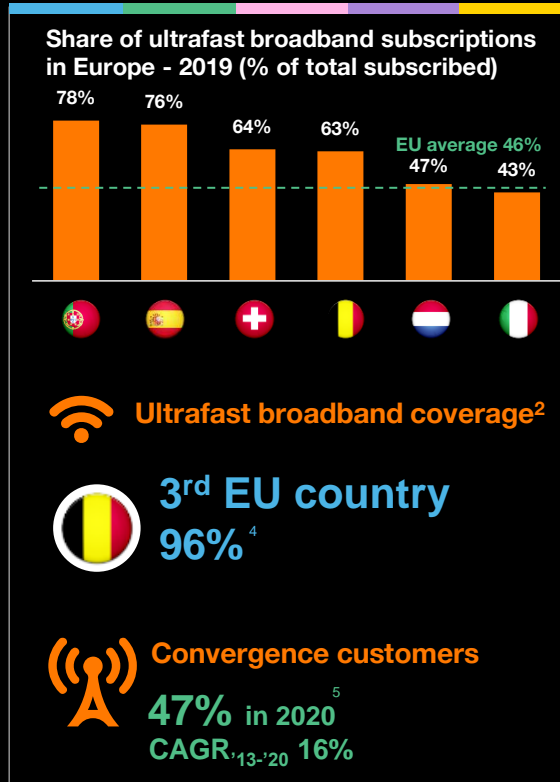 Share of ultrafast broadband subscriptions
in Europe - 2019 (% of total subscribed)
78%
76%
64%
63%
EU average 46%
47%
43%
Ultrafast broadband coverage²
3rd EU country
96%⁴
Convergence customers
47% in 2020⁵
CAGR,'13-'20 16%